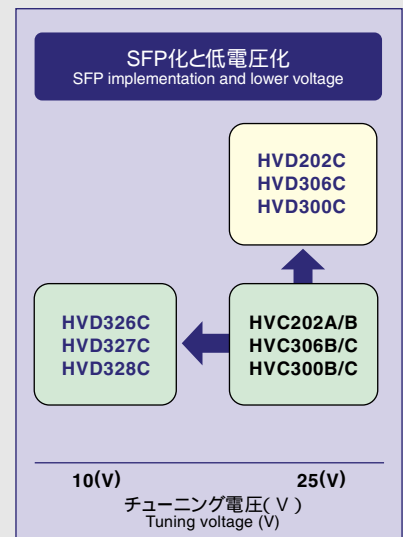 SFP化と低電圧化
SFP implementation and lower voltage
HVD202C
HVD306C
HVD300C
HVD326C
HVD327C
HVD328C
HVC202A/B
HVC306B/C
HVC300B/C
10(V) 25(V)
チューニング電圧( V )
Tuning voltage (V)